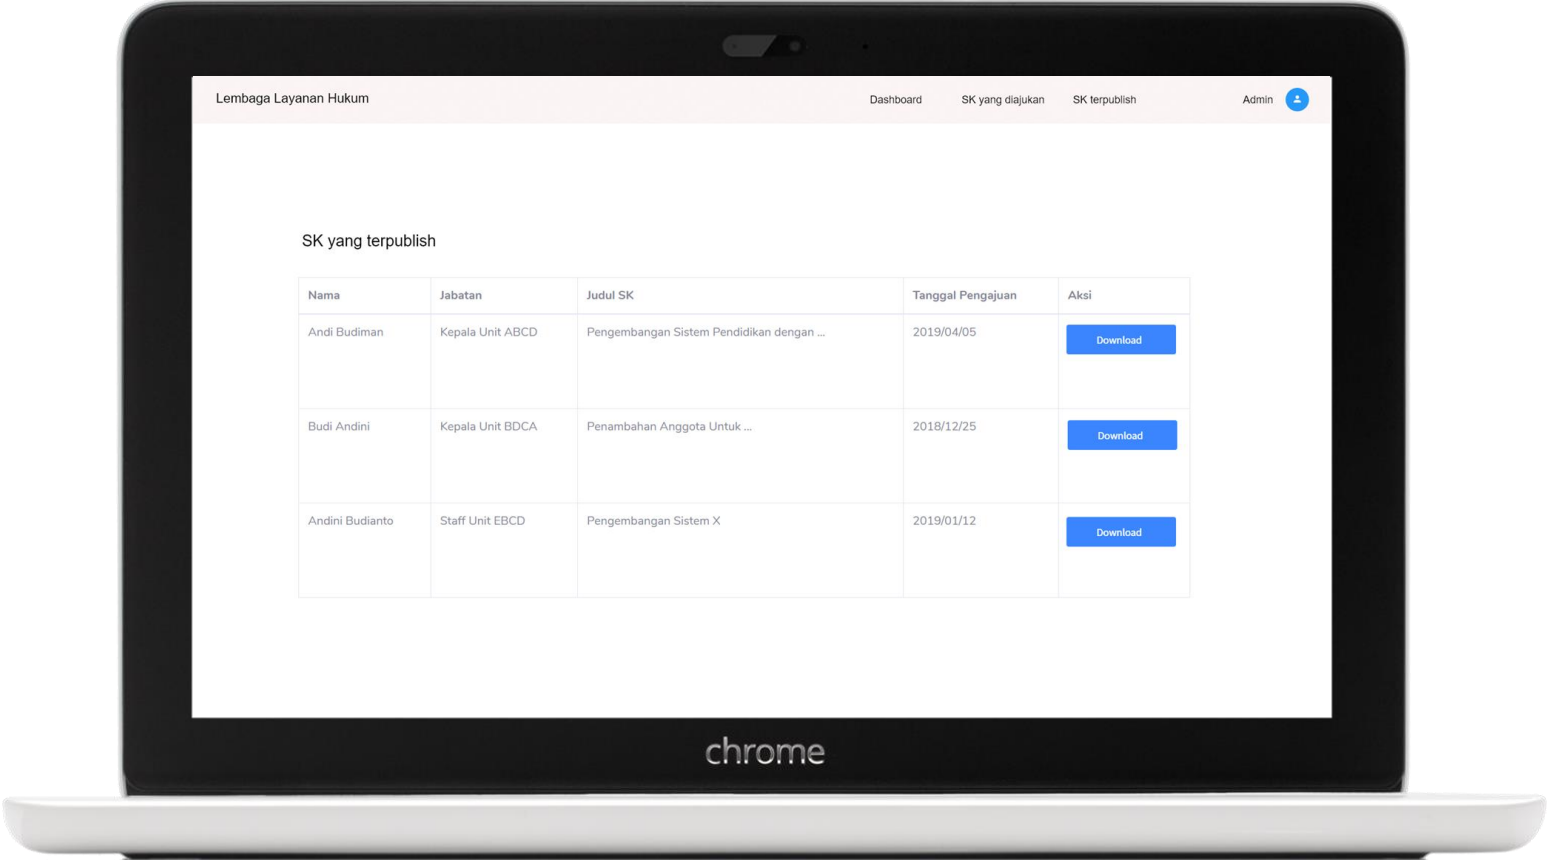 Lembaga Layanan Hukum Dashboard SK yang diajukan SK terpublish Admin
SK yang terpublish
Nama Jabatan Judul SK Tanggal Pengajuan Aksi
Andi Budiman Kepala Unit ABCD Pengembangan Sistem Pendidikan dengan ... 2019/04/05 Download
Budi Andini Kepala Unit BDCA Penambahan Anggota Untuk ... 2018/12/25 Download
Andini Budianto Staff Unit EBCD Pengembangan Sistem X 2019/01/12 Download
chrome